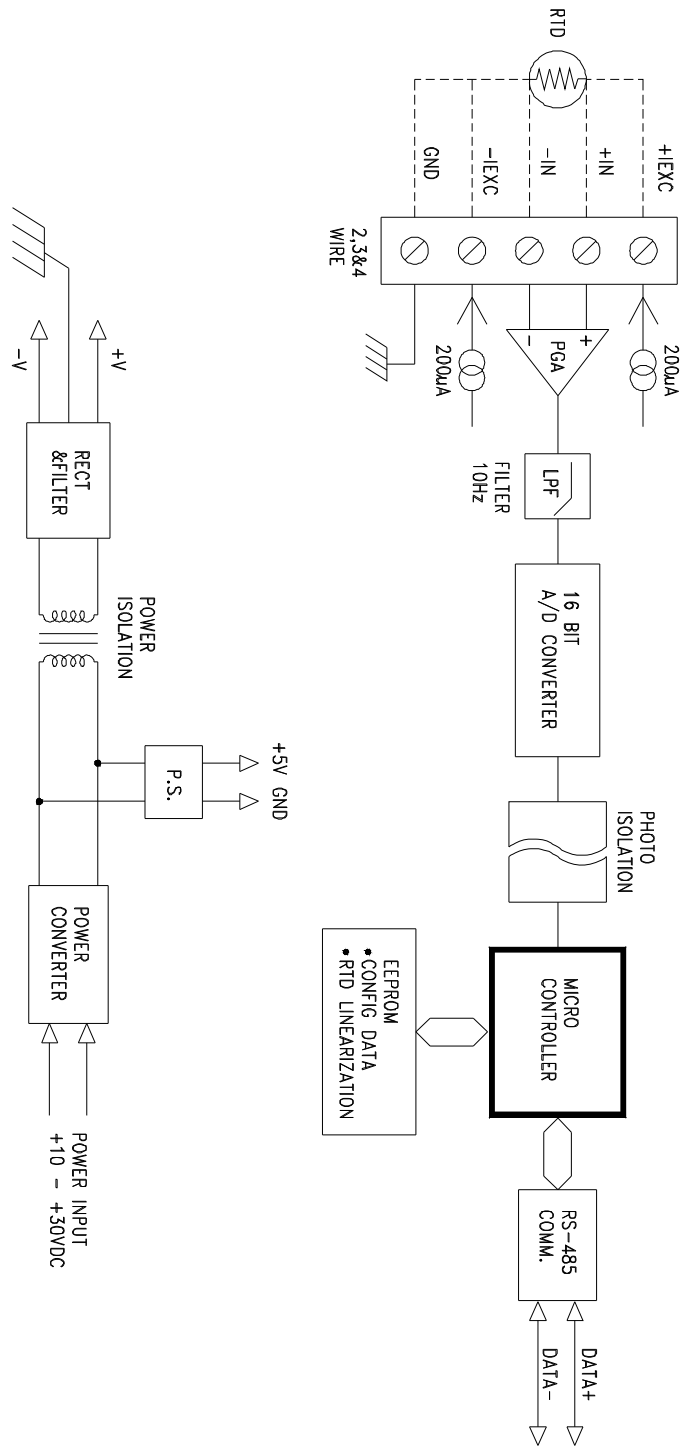 RTD
+IEXC
+IN
-IN
-IEXC
GND
2,3&4
WIRE
200µA
+
PGA
-
200µA
LPF
FILTER
10Hz
16 BIT
A/D CONVERTER
PHOTO
ISOLATION
MICRO
CONTROLLER
EEPROM
• CONFIG DATA
• RTD LINEARIZATION
RS-485
COMM.
DATA+
DATA-
+V
-V
RECT
&FILTER
POWER
ISOLATION
+5V GND
P.S.
POWER
CONVERTER
POWER INPUT
+10 - +30VDC